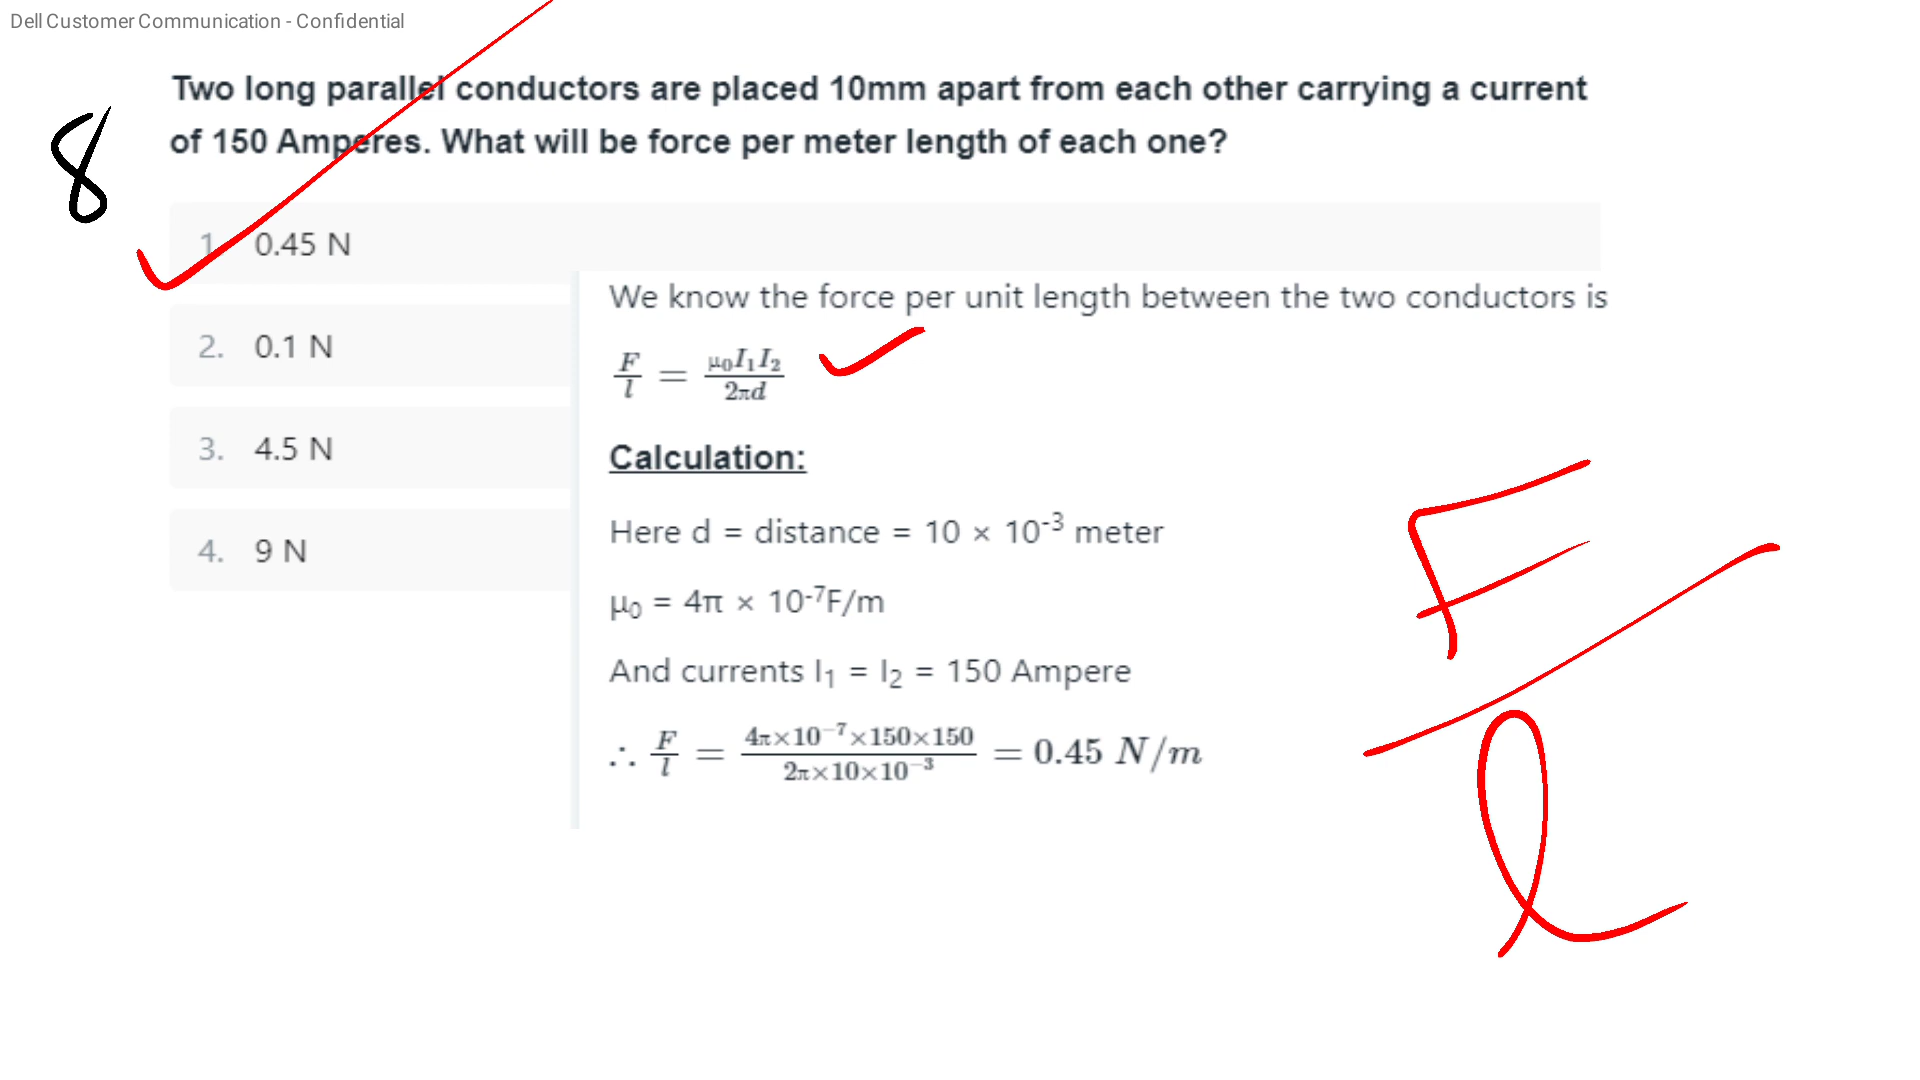 Dell Customer Communication - Confidential
8
Two long parallel conductors are placed 10mm apart from each other carrying a current
of 150 Amperes. What will be force per meter length of each one?
1. 0.45 N
2. 0.1 N
3. 4.5 N
4. 9 N
We know the force per unit length between the two conductors is
F/l = μ₀I₁I₂/2πd
Calculation:
Here d = distance = 10 × 10⁻³ meter
μ₀ = 4π × 10⁻⁷F/m
And currents I₁ = I₂ = 150 Ampere
∴ F/l = 4π×10⁻⁷×150×150/2π×10×10⁻³ = 0.45 N/m
F
l